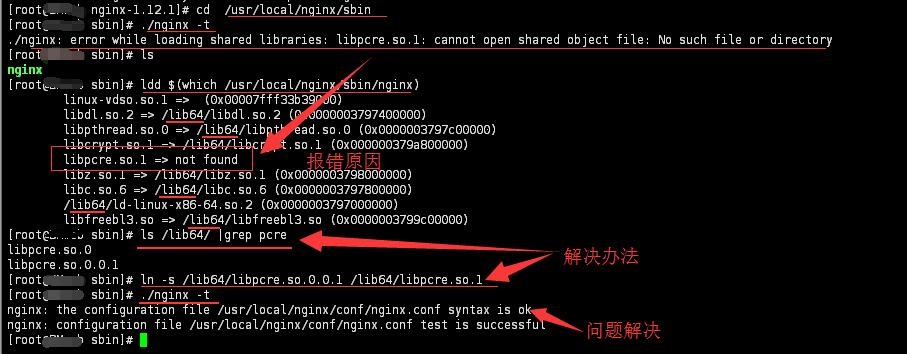 [root@ nginx-1.12.1]# cd /usr/local/nginx/sbin
[root@ sbin]# ./nginx -t
./nginx: error while loading shared libraries: libpcre.so.1: cannot open shared object file: No such file or directory
[root@ sbin]# ls
nginx
[root@ sbin]# ldd $(which /usr/local/nginx/sbin/nginx)
linux-vdso.so.1 => (0x00007fff33b39000)
libdl.so.2 => /lib64/libdl.so.2 (0x0000003797400000)
libpthread.so.0 => /lib64/libpthread.so.0 (0x0000003797c00000)
libcrypt.so.1 => /lib64/libcrypt.so.1 (0x000000379a800000)
libpcre.so.1 => not found
报错原因
libz.so.1 => /lib64/libz.so.1 (0x0000003798000000)
libc.so.6 => /lib64/libc.so.6 (0x0000003797800000)
/lib64/ld-linux-x86-64.so.2 (0x0000003797000000)
libfreebl3.so => /lib64/libfreebl3.so (0x0000003799c00000)
[root@ sbin]# ls /lib64/ |grep pcre
libpcre.so.0
libpcre.so.0.0.1
解决办法
[root@ sbin]# ln -s /lib64/libpcre.so.0.0.1 /lib64/libpcre.so.1
[root@ sbin]# ./nginx -t
nginx: the configuration file /usr/local/nginx/conf/nginx.conf syntax is ok
nginx: configuration file /usr/local/nginx/conf/nginx.conf test is successful
问题解决
[root@ sbin]#